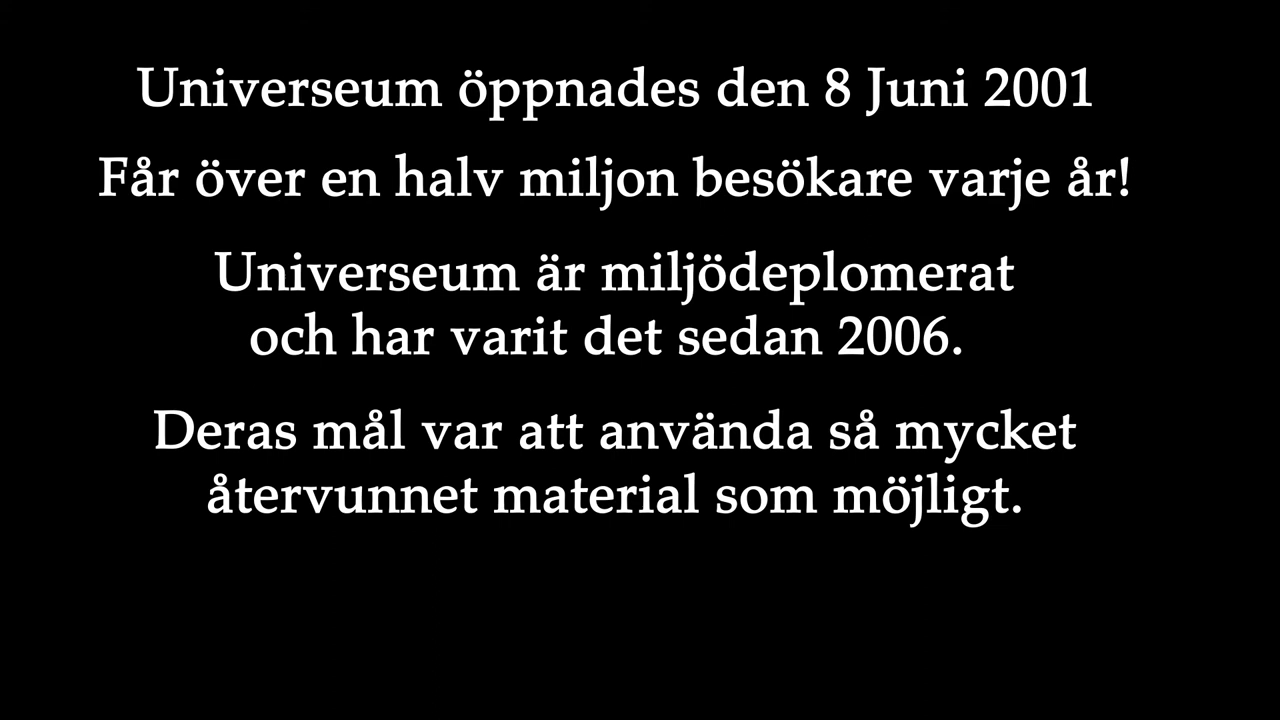 Universeum öppnades den 8 Juni 2001
Får över en halv miljon besökare varje år!
Universeum är miljödeplomerat
och har varit det sedan 2006.
Deras mål var att använda så mycket
återvunnet material som möjligt.